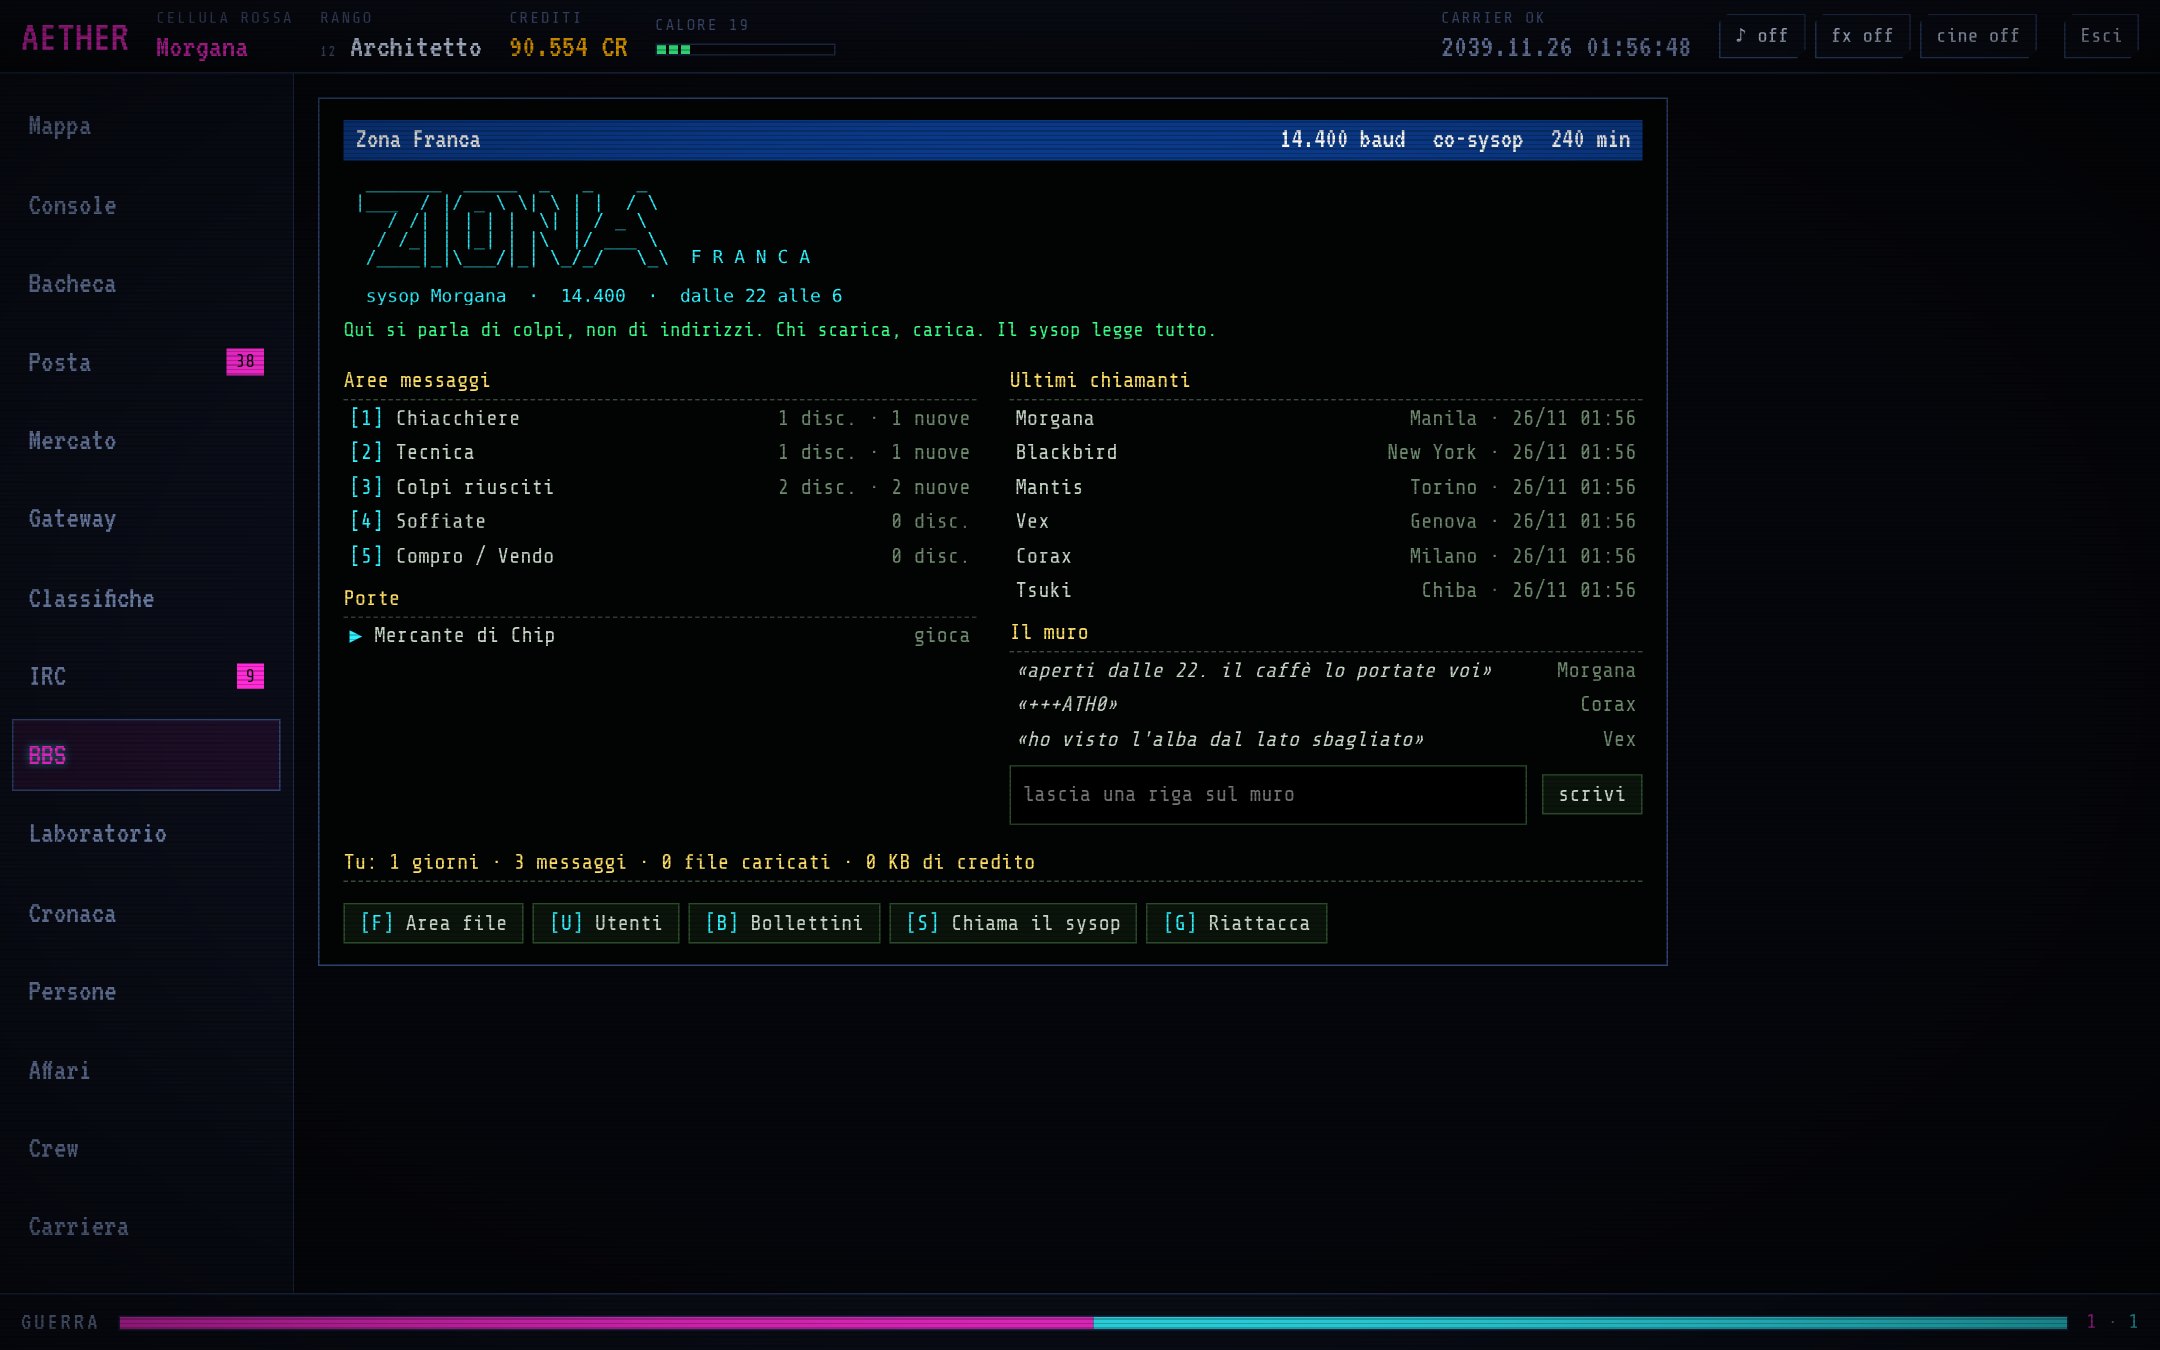 AETHER
CELLULA ROSSA
Morgana
RANGO
12 Architetto
CREDITI
90.554 CR
CALORE 19
CARRIER OK
2039.11.26 01:56:48
♪ off
fx off
cine off
Esci
Mappa
Console
Bacheca
Posta 38
Mercato
Gateway
Classifiche
IRC 9
BBS
Laboratorio
Cronaca
Persone
Affari
Crew
Carriera
Zona Franca 14.400 baud co-sysop 240 min
ZIONA FRANCA
sysop Morgana · 14.400 · dalle 22 alle 6
Qui si parla di colpi, non di indirizzi. Chi scarica, carica. Il sysop legge tutto.
Aree messaggi
[1] Chiacchiere 1 disc. · 1 nuove
[2] Tecnica 1 disc. · 1 nuove
[3] Colpi riusciti 2 disc. · 2 nuove
[4] Soffiate 0 disc.
[5] Compro / Vendo 0 disc.
Porte
▶ Mercante di Chip gioca
Ultimi chiamanti
Morgana Manila · 26/11 01:56
Blackbird New York · 26/11 01:56
Mantis Torino · 26/11 01:56
Vex Genova · 26/11 01:56
Corax Milano · 26/11 01:56
Tsuki Chiba · 26/11 01:56
Il muro
«aperti dalle 22. il caffè lo portate voi» Morgana
«+++ATH0» Corax
«ho visto l'alba dal lato sbagliato» Vex
lascia una riga sul muro
scrivi
Tu: 1 giorni · 3 messaggi · 0 file caricati · 0 KB di credito
[F] Area file
[U] Utenti
[B] Bollettini
[S] Chiama il sysop
[G] Riattacca
GUERRA 1 · 1